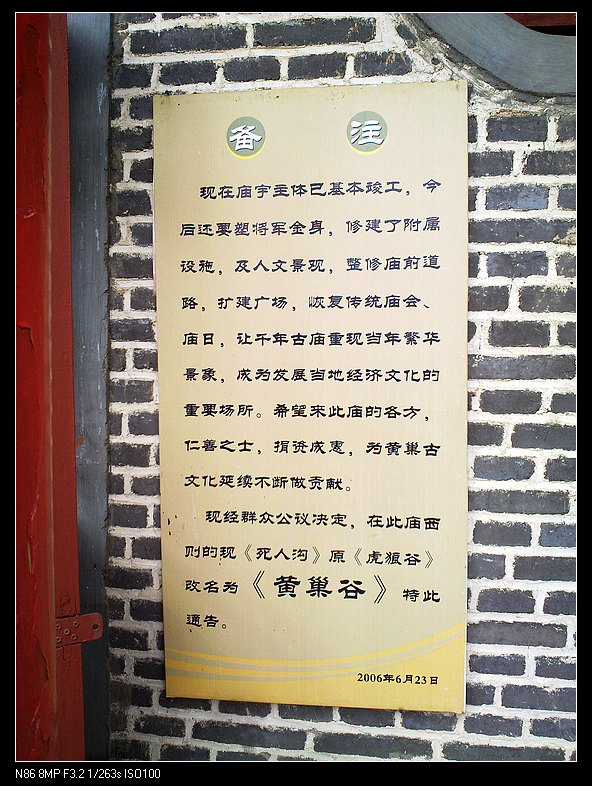 备注
现在庙宇主体已基本竣工，今
后还要塑将军金身，修建了附属
设施，及人文景观，整修庙前道
路，扩建广场，恢复传统庙会、
庙日，让千年古庙重现当年繁华
景象，成为发展当地经济文化的
重要场所。希望来此庙的各方，
仁善之士，捐资成惠，为黄巢古
文化延续不断做贡献。
现经群众公议决定，在此庙西
则的现《死人沟》原《虎狼谷》
改名为《黄巢谷》特此
通告。
2006年6月23日
N86 8MP F3.2 1/263s ISO100